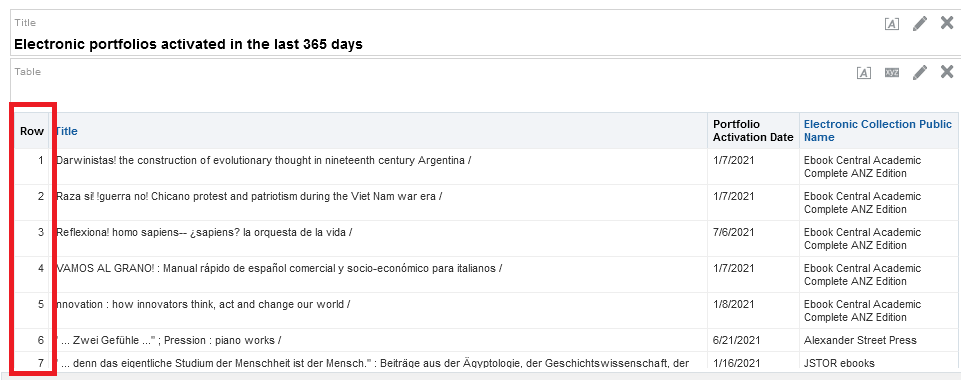 Title
Electronic portfolios activated in the last 365 days
Table
Row Title Portfolio Activation Date Electronic Collection Public Name
1 Darwinistas! the construction of evolutionary thought in nineteenth century Argentina / 1/7/2021 Ebook Central Academic
Complete ANZ Edition
2 Raza si! !guerra no! Chicano protest and patriotism during the Viet Nam war era / 1/7/2021 Ebook Central Academic
Complete ANZ Edition
3 Reflexiona! homo sapiens-- ¿sapiens? la orquesta de la vida / 7/6/2021 Ebook Central Academic
Complete ANZ Edition
4 VAMOS AL GRANO! : Manual rápido de español comercial y socio-económico para italianos / 1/7/2021 Ebook Central Academic
Complete ANZ Edition
5 nnovation : how innovators think, act and change our world / 1/8/2021 Ebook Central Academic
Complete ANZ Edition
6 " ... Zwei Gefühle ..." ; Pression : piano works / 6/21/2021 Alexander Street Press
7 " ... denn das eigentliche Studium der Menschheit ist der Mensch." : Beiträge aus der Ägyptologie, der Geschichtswissenschaft, der 1/16/2021 JSTOR ebooks